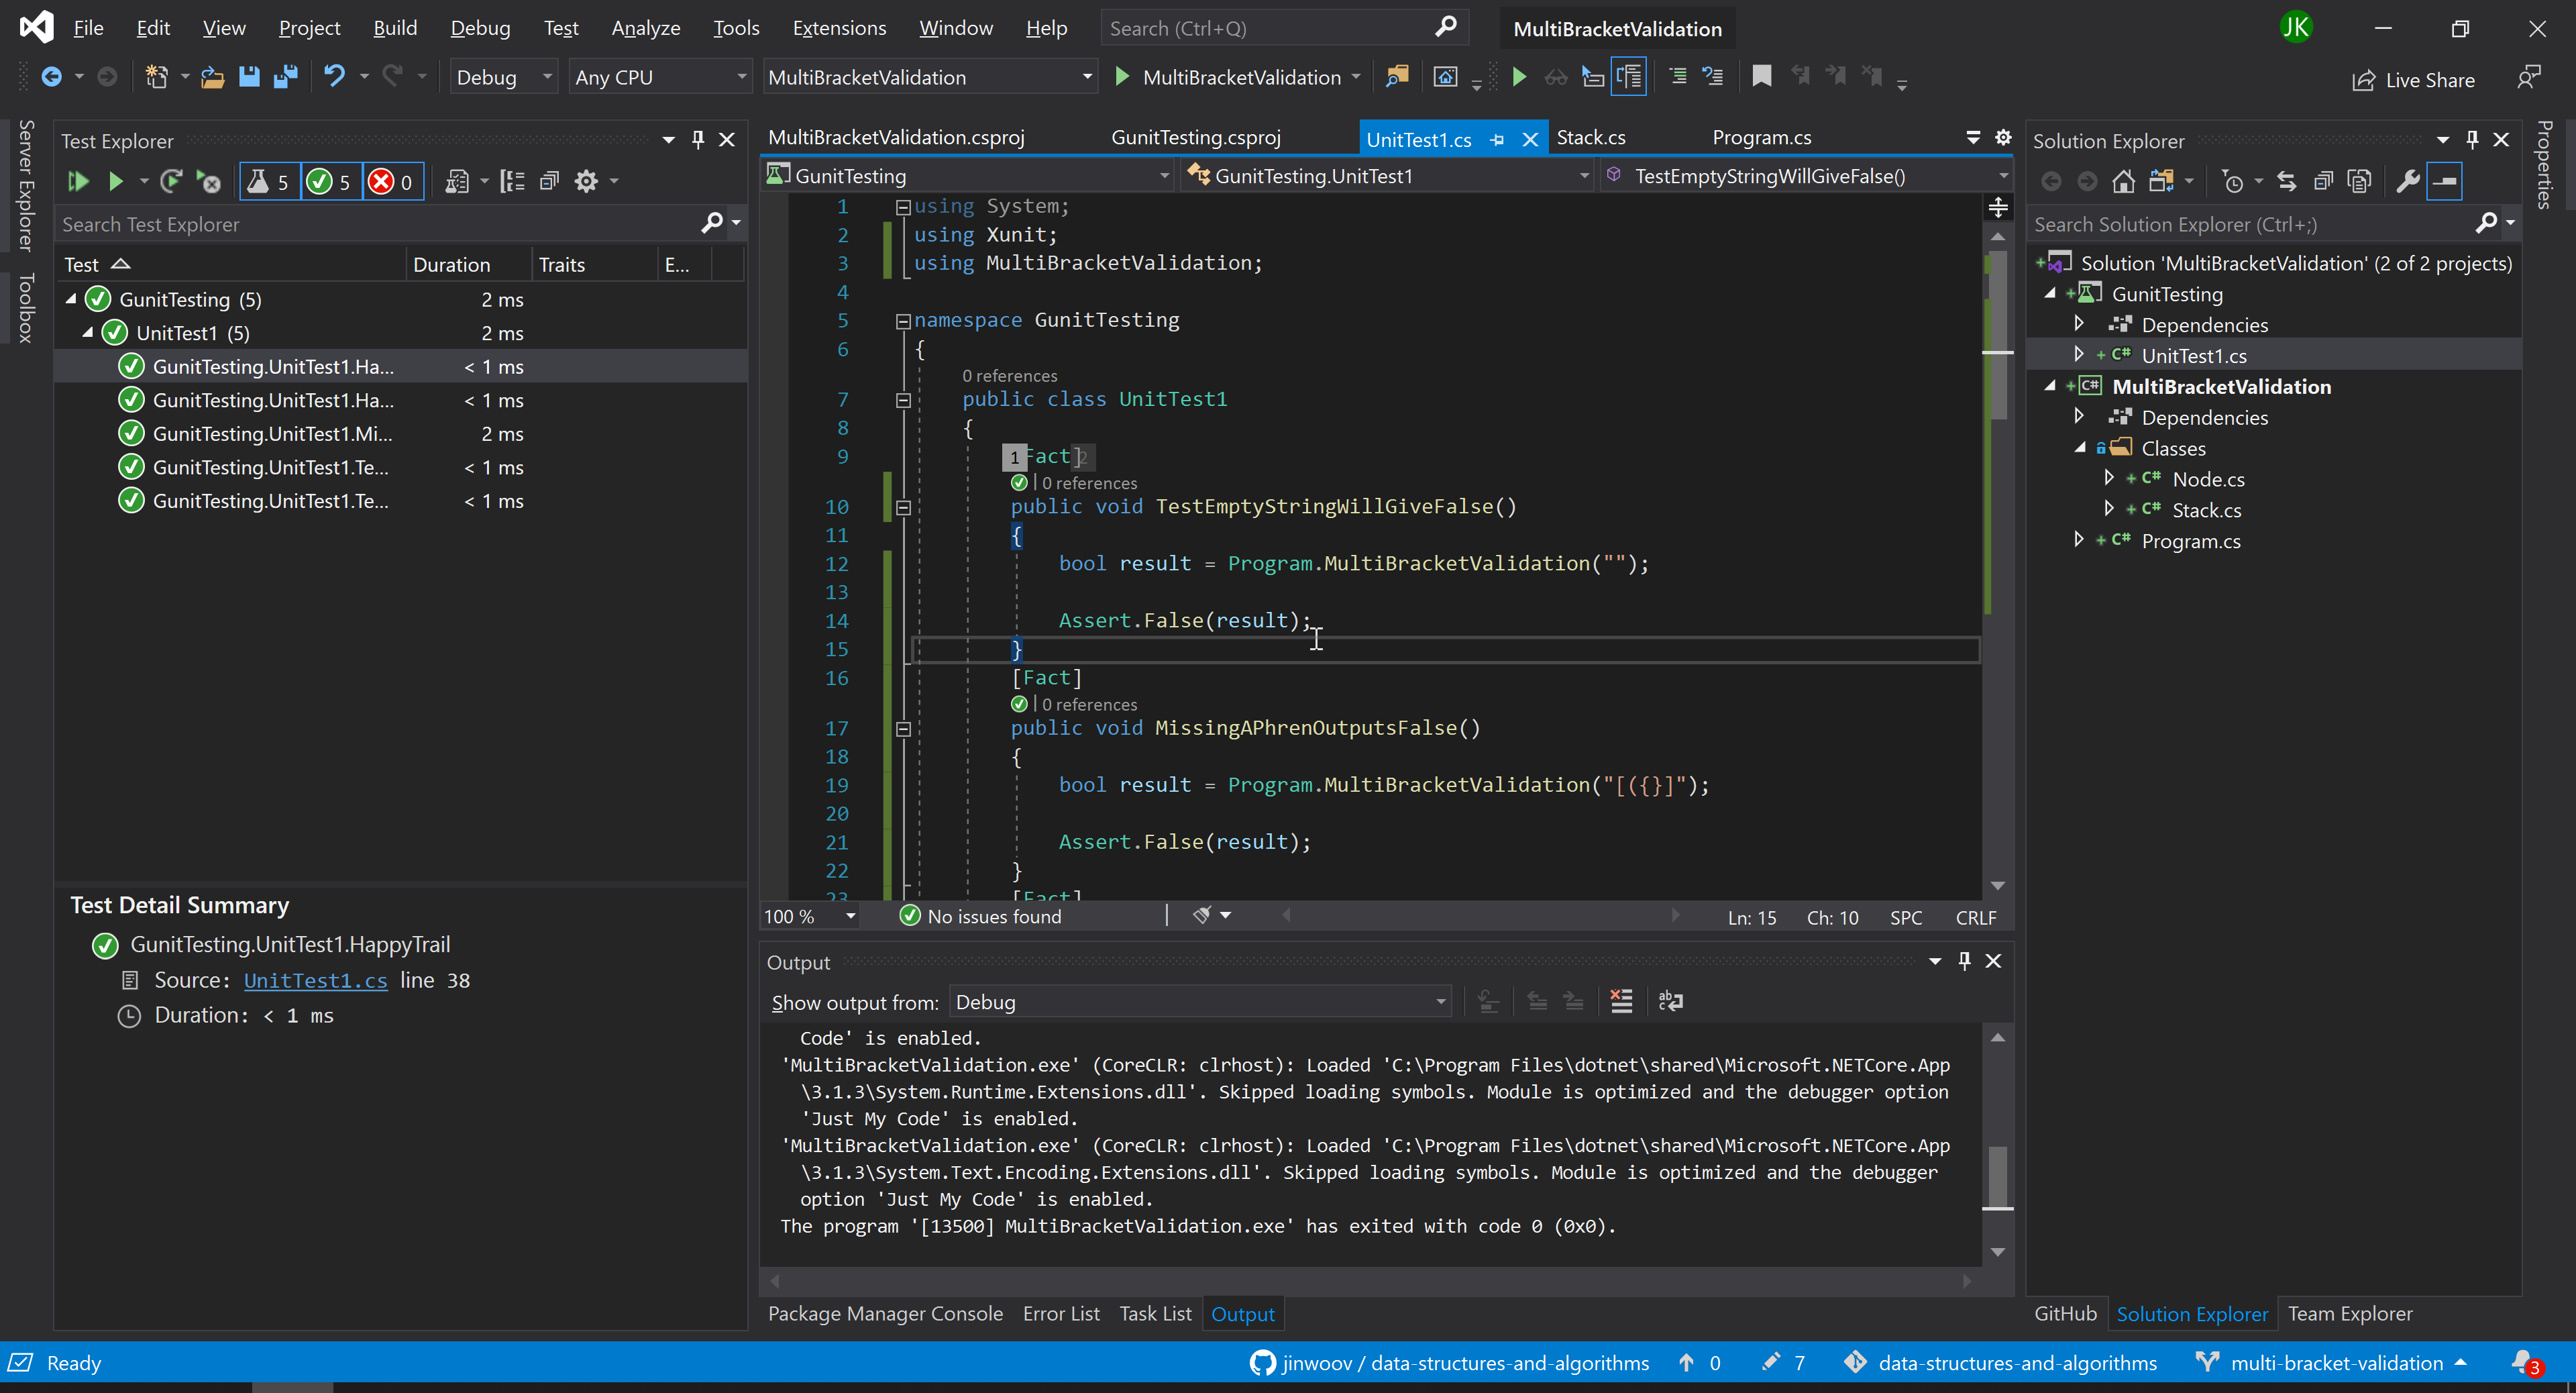 File Edit View Project Build Debug Test Analyze Tools Extensions Window Help Search (Ctrl+Q) MultiBracketValidation JK
Debug Any CPU MultiBracketValidation MultiBracketValidation Live Share
Server Explorer
Toolbox
Test Explorer
5 5 0
Search Test Explorer
Test Duration Traits E...
GunitTesting (5) 2 ms
UnitTest1 (5) 2 ms
GunitTesting.UnitTest1.Ha... < 1 ms
GunitTesting.UnitTest1.Ha... < 1 ms
GunitTesting.UnitTest1.Mi... 2 ms
GunitTesting.UnitTest1.Te... < 1 ms
GunitTesting.UnitTest1.Te... < 1 ms
Test Detail Summary
GunitTesting.UnitTest1.HappyTrail
Source: UnitTest1.cs line 38
Duration: < 1 ms
MultiBracketValidation.csproj GunitTesting.csproj UnitTest1.cs Stack.cs Program.cs
GunitTesting GunitTesting.UnitTest1 TestEmptyStringWillGiveFalse()
1 using System;
2 using Xunit;
3 using MultiBracketValidation;
4
5 namespace GunitTesting
6 {
0 references
7 public class UnitTest1
8 {
9 1 Fact] 2
0 references
10 public void TestEmptyStringWillGiveFalse()
11 {
12 bool result = Program.MultiBracketValidation("");
13
14 Assert.False(result);
15 }
16 [Fact]
0 references
17 public void MissingAPhrenOutputsFalse()
18 {
19 bool result = Program.MultiBracketValidation("[({}]");
20
21 Assert.False(result);
22 }
23 [Fact]
100 % No issues found Ln: 15 Ch: 10 SPC CRLF
Output
Show output from: Debug
Code' is enabled.
'MultiBracketValidation.exe' (CoreCLR: clrhost): Loaded 'C:\Program Files\dotnet\shared\Microsoft.NETCore.App
\3.1.3\System.Runtime.Extensions.dll'. Skipped loading symbols. Module is optimized and the debugger option
'Just My Code' is enabled.
'MultiBracketValidation.exe' (CoreCLR: clrhost): Loaded 'C:\Program Files\dotnet\shared\Microsoft.NETCore.App
\3.1.3\System.Text.Encoding.Extensions.dll'. Skipped loading symbols. Module is optimized and the debugger
option 'Just My Code' is enabled.
The program '[13500] MultiBracketValidation.exe' has exited with code 0 (0x0).
Package Manager Console Error List Task List Output
Solution Explorer
Search Solution Explorer (Ctrl+;)
Solution 'MultiBracketValidation' (2 of 2 projects)
GunitTesting
Dependencies
C# UnitTest1.cs
C# MultiBracketValidation
Dependencies
Classes
C# Node.cs
C# Stack.cs
C# Program.cs
GitHub Solution Explorer Team Explorer
Properties
Ready jinwoov / data-structures-and-algorithms 0 7 data-structures-and-algorithms multi-bracket-validation 3